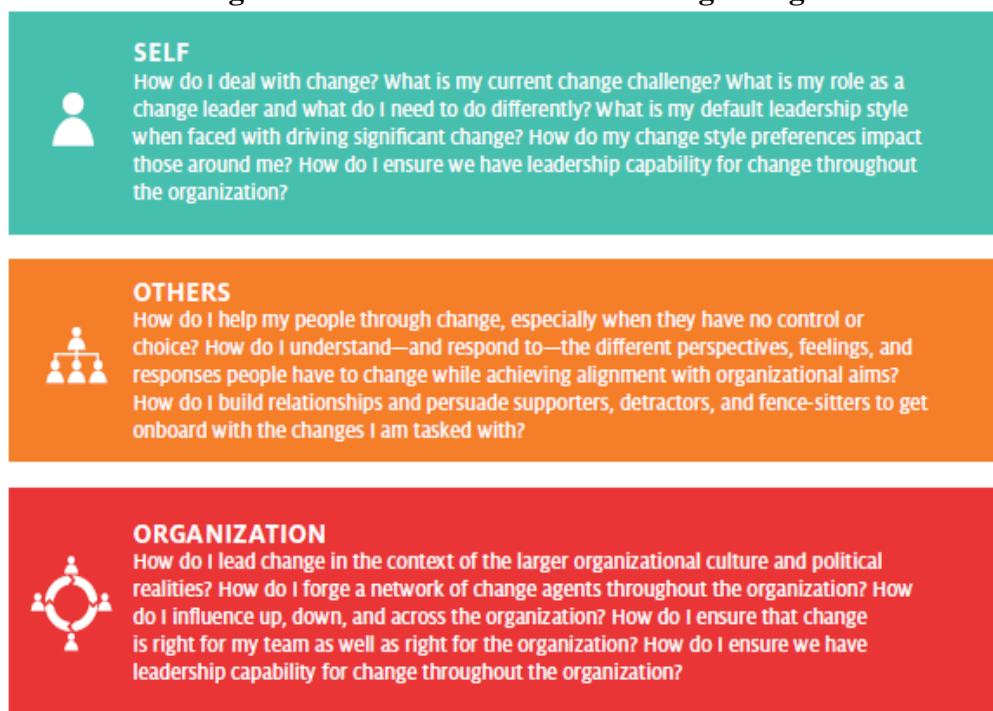 SELF
How do I deal with change? What is my current change challenge? What is my role as a
change leader and what do I need to do differently? What is my default leadership style
when faced with driving significant change? How do my change style preferences impact
those around me? How do I ensure we have leadership capability for change throughout
the organization?
OTHERS
How do I help my people through change, especially when they have no control or
choice? How do I understand—and respond to—the different perspectives, feelings, and
responses people have to change while achieving alignment with organizational aims?
How do I build relationships and persuade supporters, detractors, and fence-sitters to get
onboard with the changes I am tasked with?
ORGANIZATION
How do I lead change in the context of the larger organizational culture and political
realities? How do I forge a network of change agents throughout the organization? How
do I influence up, down, and across the organization? How do I ensure that change
is right for my team as well as right for the organization? How do I ensure we have
leadership capability for change throughout the organization?